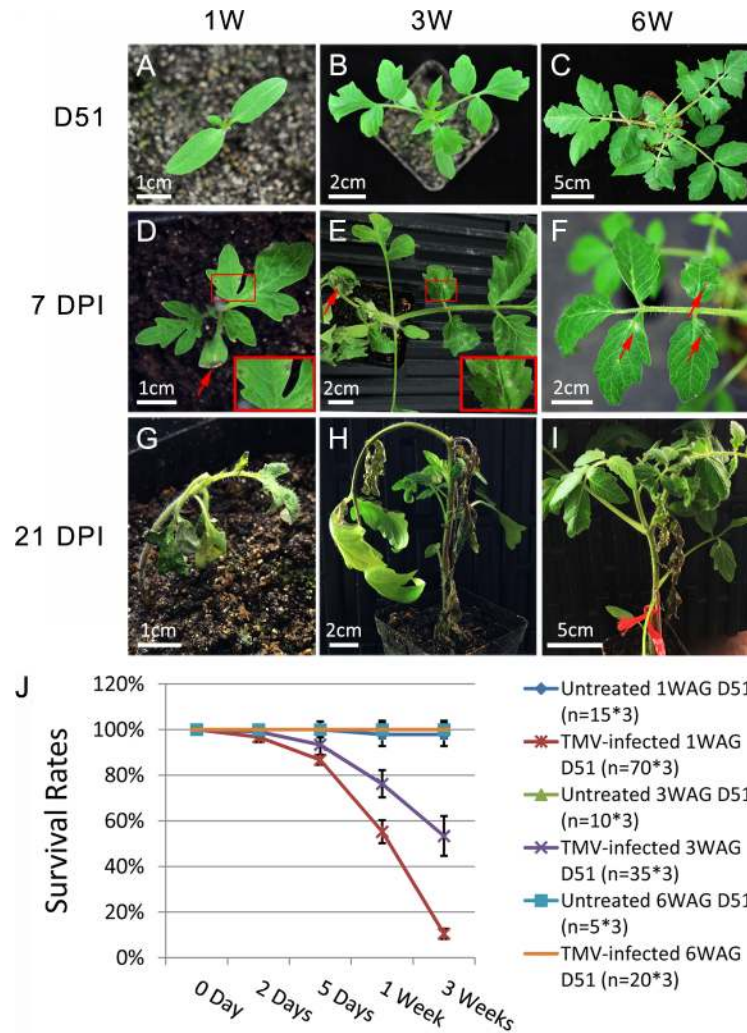 1W 3W 6W
D51
A
1cm
B
2cm
C
5cm
7 DPI
D
1cm
E
2cm
F
2cm
21 DPI
G
1cm
H
2cm
I
5cm
J
Survival Rates
120%
100%
80%
60%
40%
20%
0%
0 Day
2 Days
5 Days
1 Week
3 Weeks
Untreated 1WAG D51
(n=15*3)
TMV-infected 1WAG
D51 (n=70*3)
Untreated 3WAG D51
(n=10*3)
TMV-infected 3WAG
D51 (n=35*3)
Untreated 6WAG D51
(n=5*3)
TMV-infected 6WAG
D51 (n=20*3)